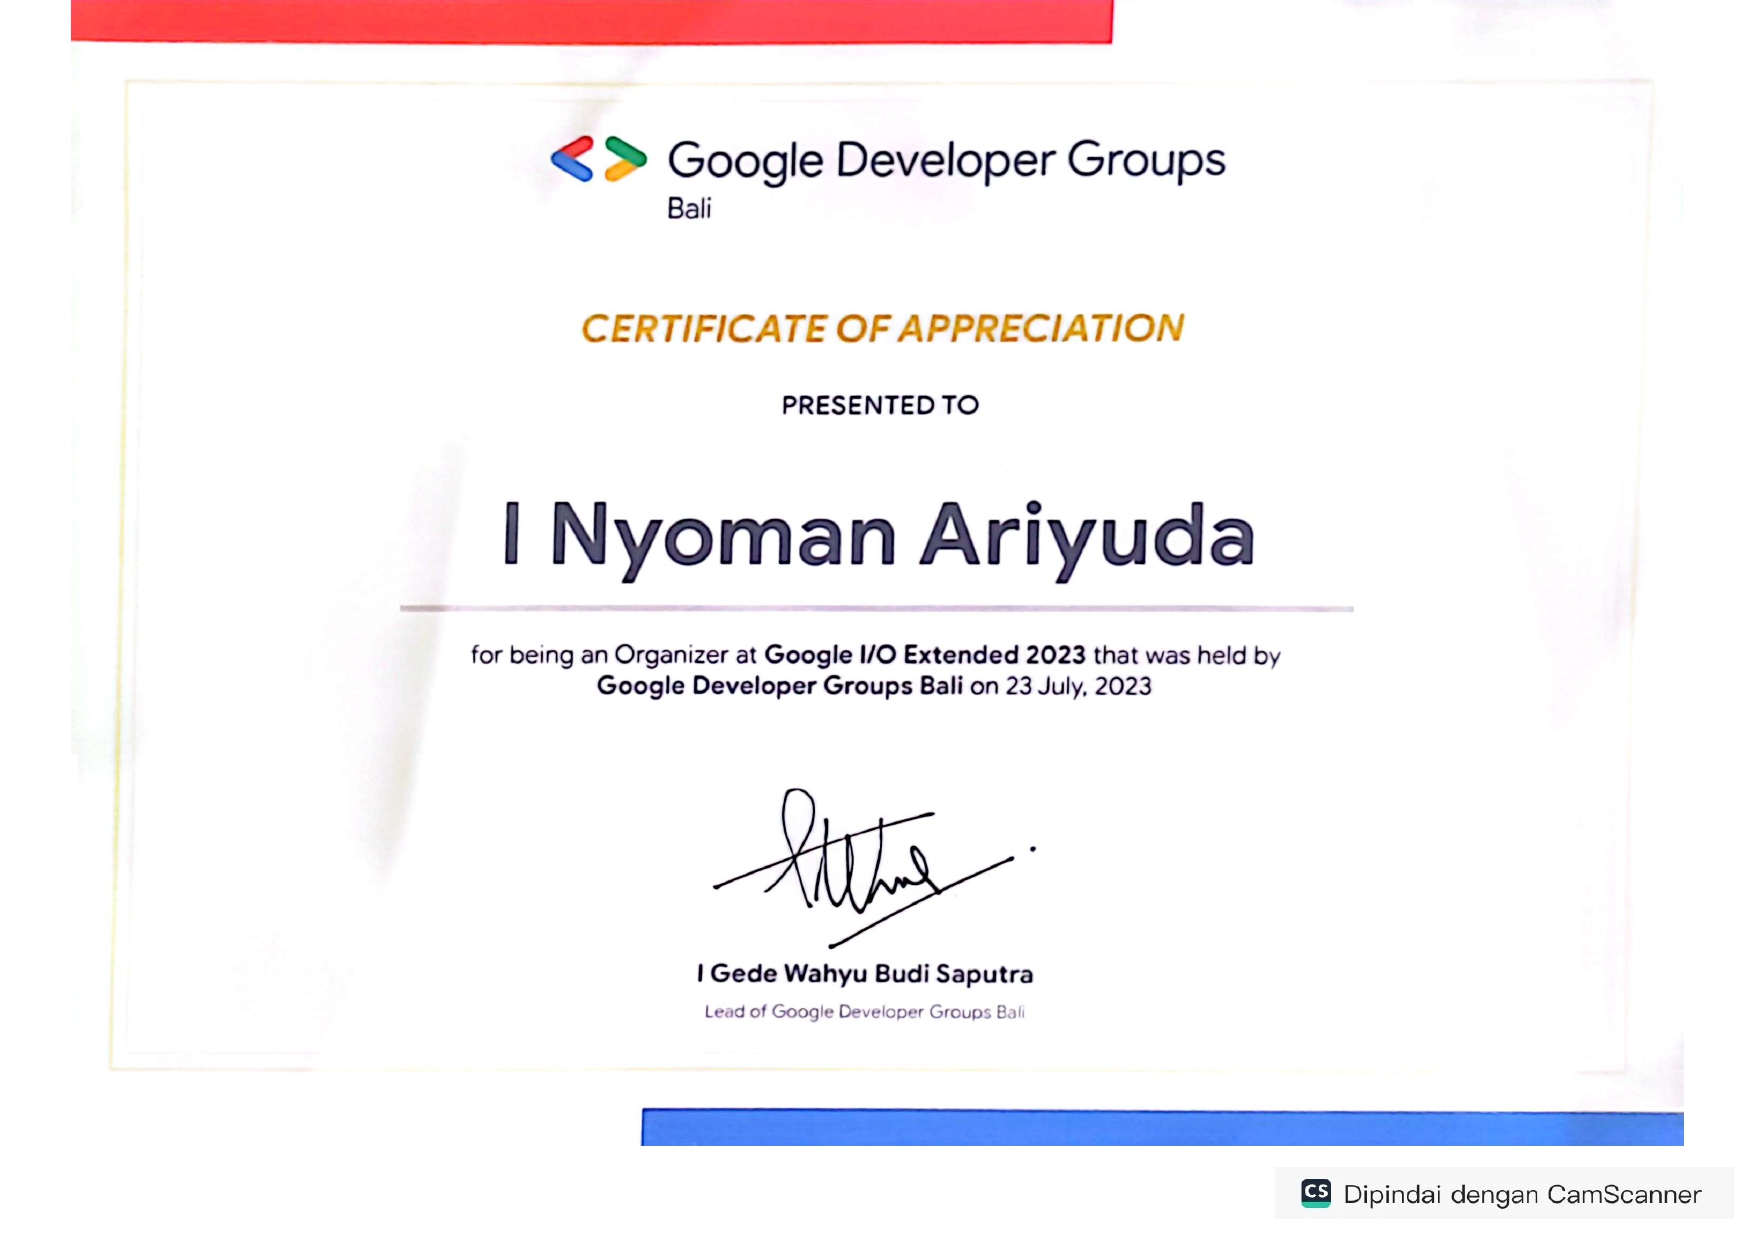 Google Developer Groups
Bali
CERTIFICATE OF APPRECIATION
PRESENTED TO
I Nyoman Ariyuda
for being an Organizer at Google I/O Extended 2023 that was held by
Google Developer Groups Bali on 23 July, 2023
I Gede Wahyu Budi Saputra
Lead of Google Developer Groups Bali
CS Dipindai dengan CamScanner